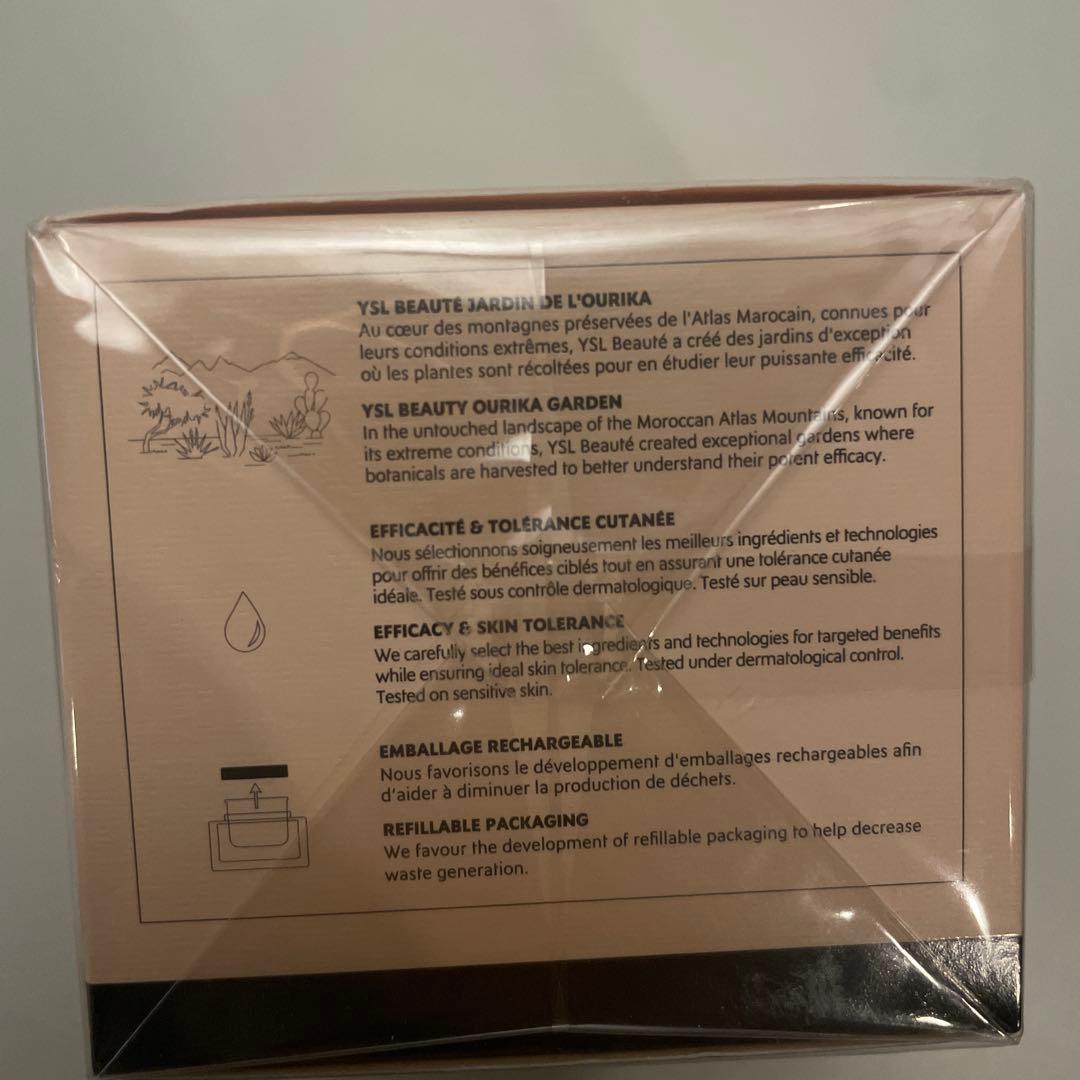 YSL BEAUTÉ JARDIN DE L'OURIKA
Au cœur des montagnes préservées de l'Atlas Marocain, connues pour
leurs conditions extrêmes, YSL Beauté a créé des jardins d'exception
où les plantes sont récoltées pour en étudier leur puissante efficacité.
YSL BEAUTY OURIKA GARDEN
In the untouched landscape of the Moroccan Atlas Mountains, known for
its extreme conditions, YSL Beauté created exceptional gardens where
botanicals are harvested to better understand their potent efficacy.
EFFICACITÉ & TOLÉRANCE CUTANÉE
Nous sélectionnons soigneusement les meilleurs ingrédients et technologies
pour offrir des bénéfices ciblés tout en assurant une tolérance cutanée
idéale. Testé sous contrôle dermatologique. Testé sur peau sensible.
EFFICACY & SKIN TOLERANCE
We carefully select the best ingredients and technologies for targeted benefits
while ensuring ideal skin tolerance. Tested under dermatological control.
Tested on sensitive skin.
EMBALLAGE RECHARGEABLE
Nous favorisons le développement d'emballages rechargeables afin
d'aider à diminuer la production de déchets.
REFILLABLE PACKAGING
We favour the development of refillable packaging to help decrease
waste generation.